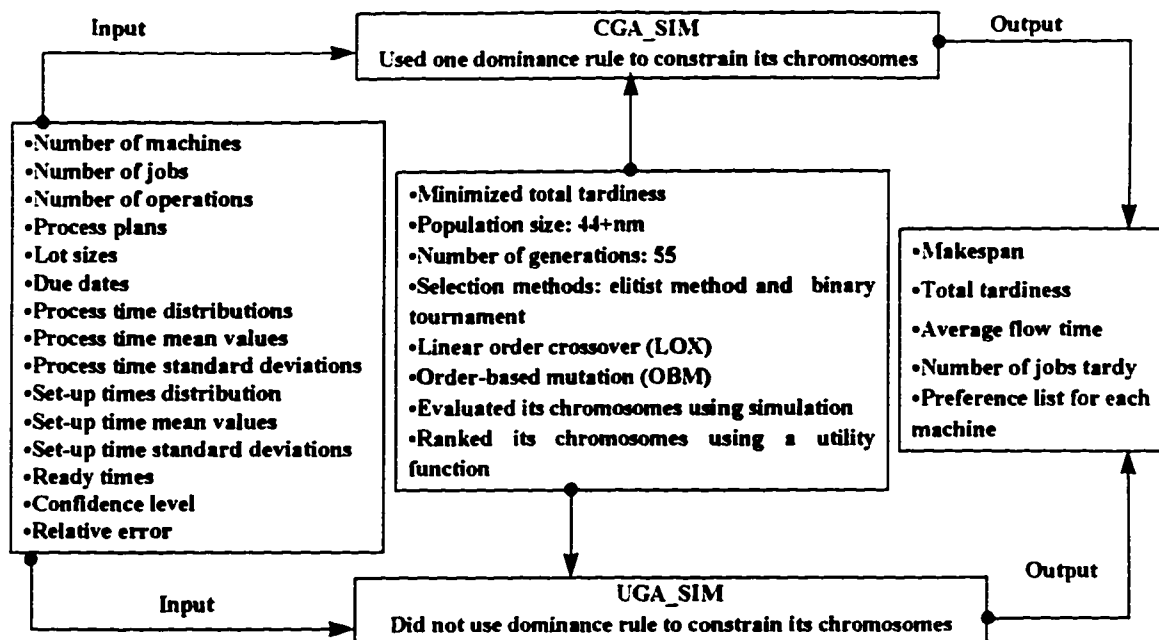 Input
CGA_SIM
Used one dominance rule to constrain its chromosomes
Output
•Number of machines
•Number of jobs
•Number of operations
•Process plans
•Lot sizes
•Due dates
•Process time distributions
•Process time mean values
•Process time standard deviations
•Set-up times distribution
•Set-up time mean values
•Set-up time standard deviations
•Ready times
•Confidence level
•Relative error
•Minimized total tardiness
•Population size: 44+nm
•Number of generations: 55
•Selection methods: elitist method and binary
tournament
•Linear order crossover (LOX)
•Order-based mutation (OBM)
•Evaluated its chromosomes using simulation
•Ranked its chromosomes using a utility
function
•Makespan
•Total tardiness
•Average flow time
•Number of jobs tardy
•Preference list for each
machine
Input
UGA_SIM
Did not use dominance rule to constrain its chromosomes
Output